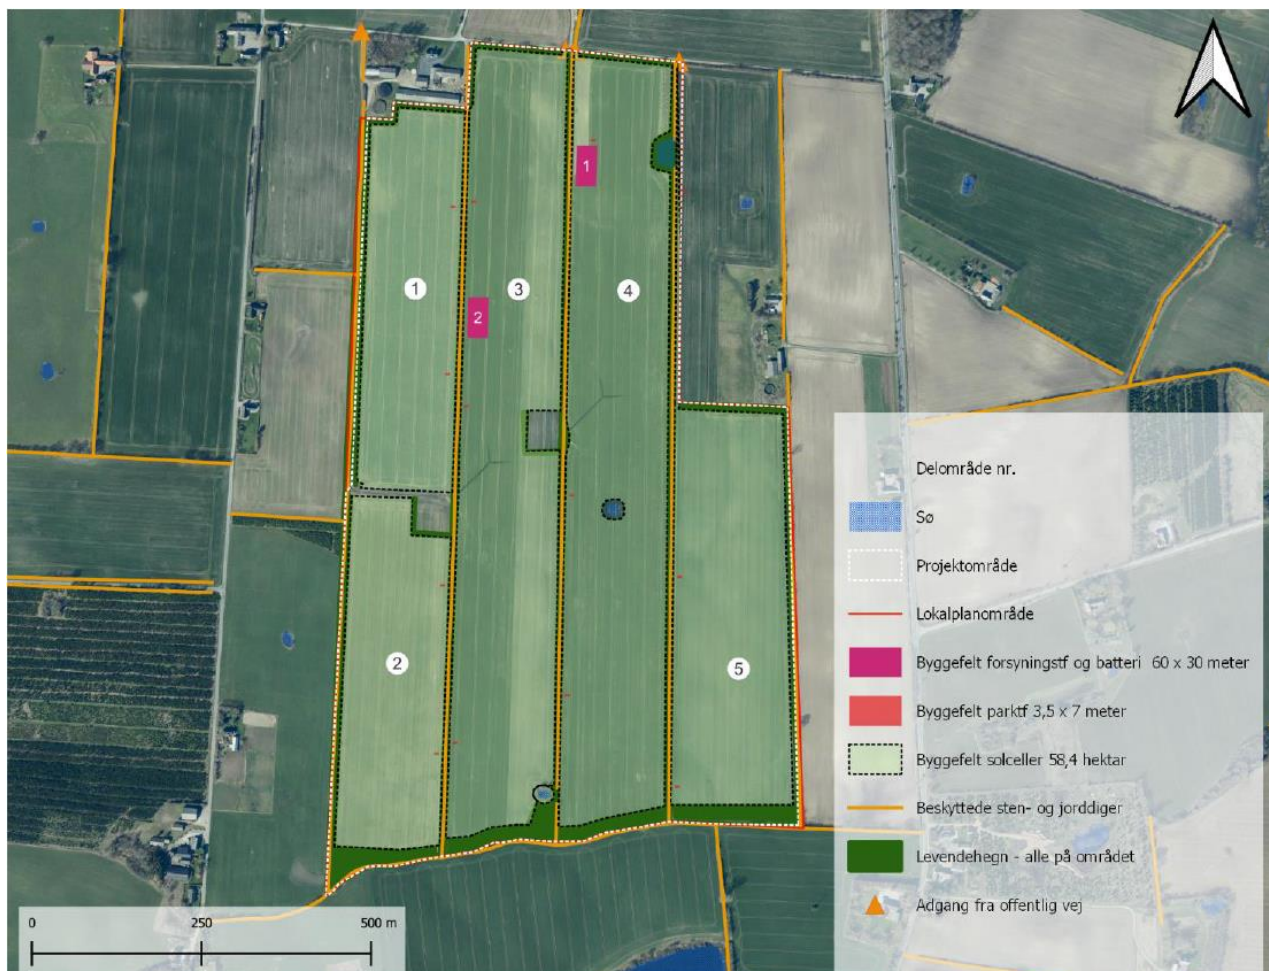 1
1
3
4
2
2
5
Delområde nr.
Sø
Projektområde
Lokalplanområde
Byggefelt forsyningstf og batteri 60 x 30 meter
Byggefelt parktf 3,5 x 7 meter
Byggefelt solceller 58,4 hektar
Beskyttede sten- og jorddiger
Levendehegn - alle på området
Adgang fra offentlig vej
0 250 500 m